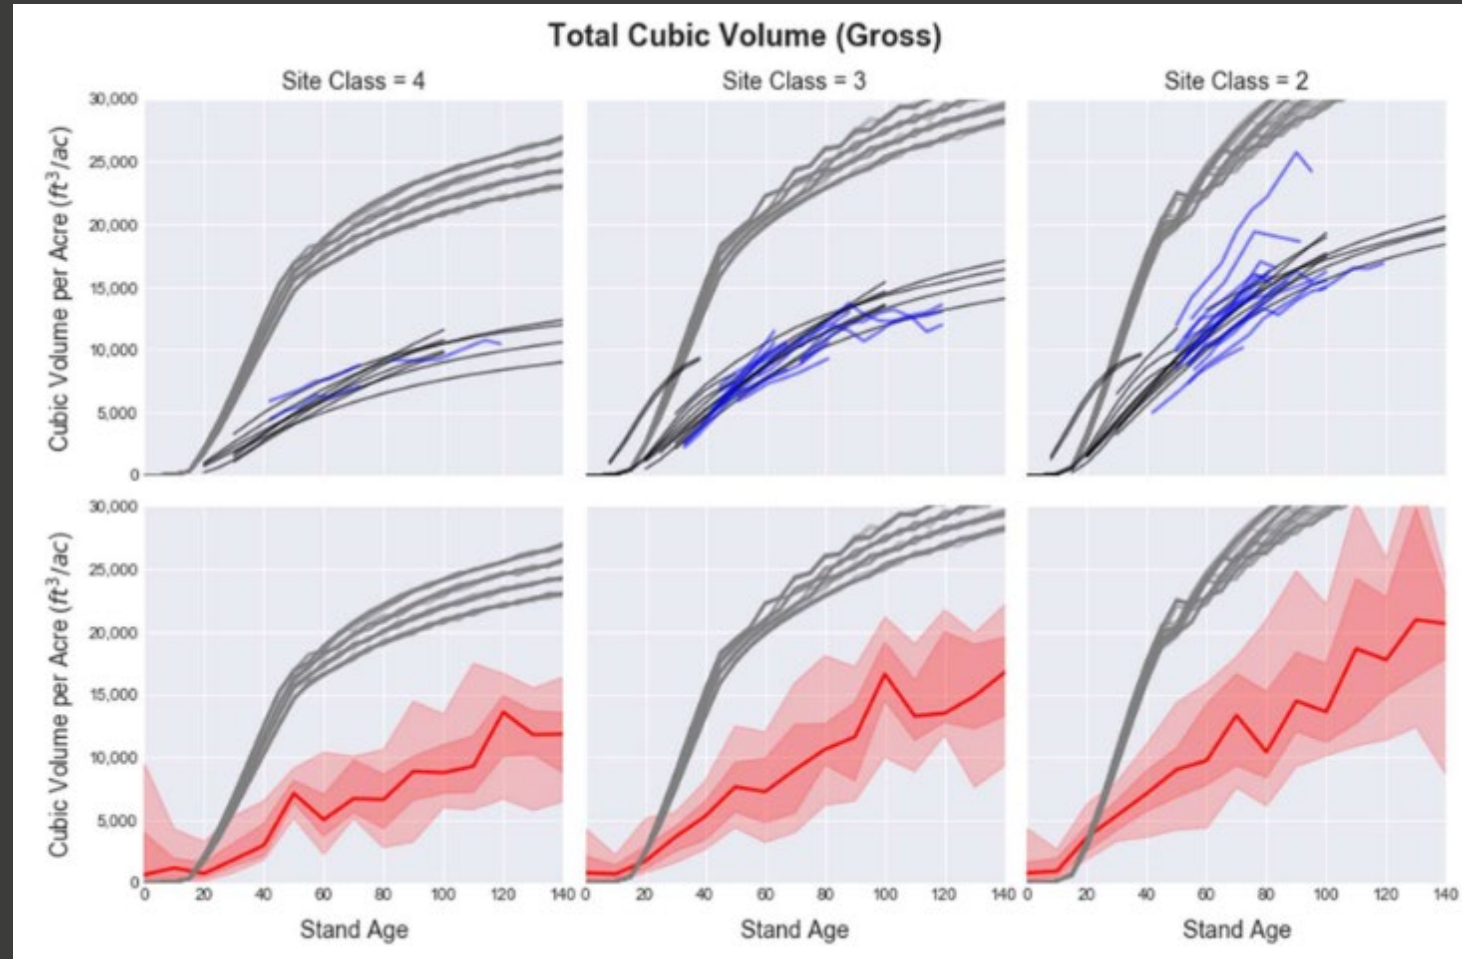 Total Cubic Volume (Gross)
Site Class = 4
Site Class = 3
Site Class = 2
Cubic Volume per Acre (ft³/ac)
30,000
25,000
20,000
15,000
10,000
5,000
0
Cubic Volume per Acre (ft³/ac)
30,000
25,000
20,000
15,000
10,000
5,000
0
0 20 40 60 80 100 120 140
0 20 40 60 80 100 120 140
0 20 40 60 80 100 120 140
Stand Age
Stand Age
Stand Age